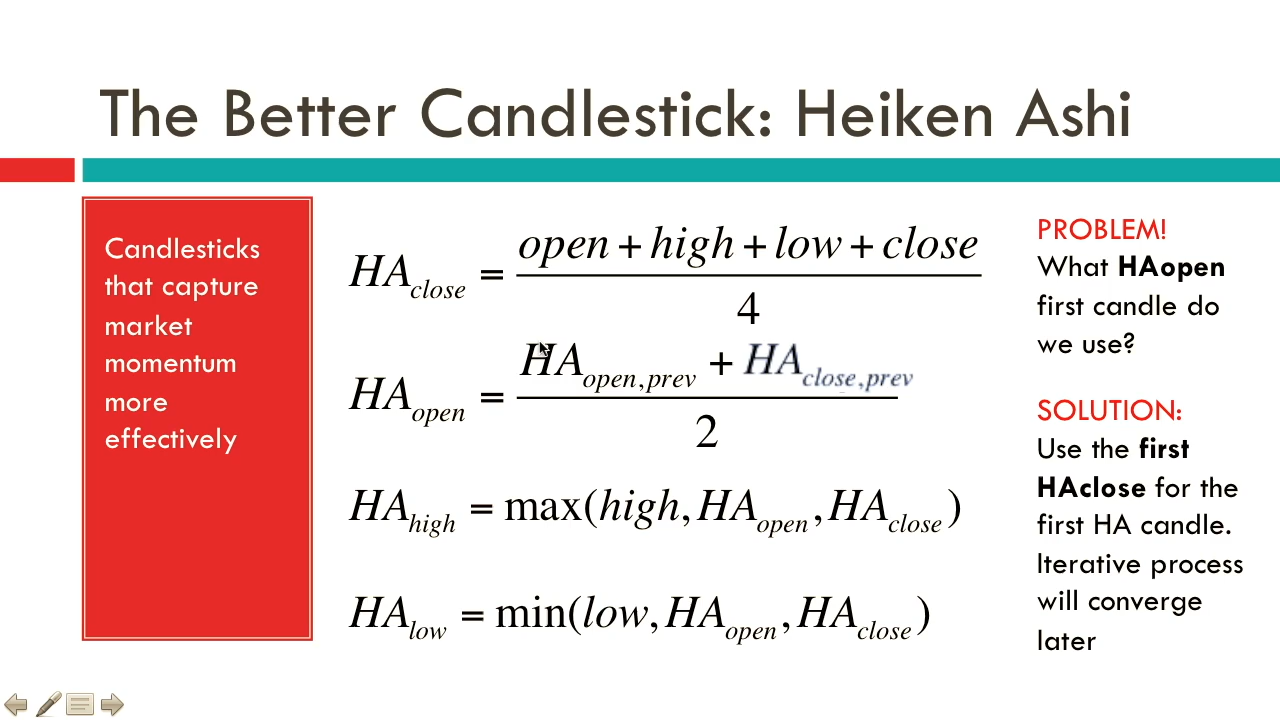 The Better Candlestick: Heiken Ashi
Candlesticks
that capture
market
momentum
more
effectively
HA_close = (open + high + low + close) / 4
HA_open = (HA_open,prev + HA_close,prev) / 2
HA_high = max(high, HA_open, HA_close)
HA_low = min(low, HA_open, HA_close)
PROBLEM!
What HAopen
first candle do
we use?
SOLUTION:
Use the first
HAclose for the
first HA candle.
Iterative process
will converge
later